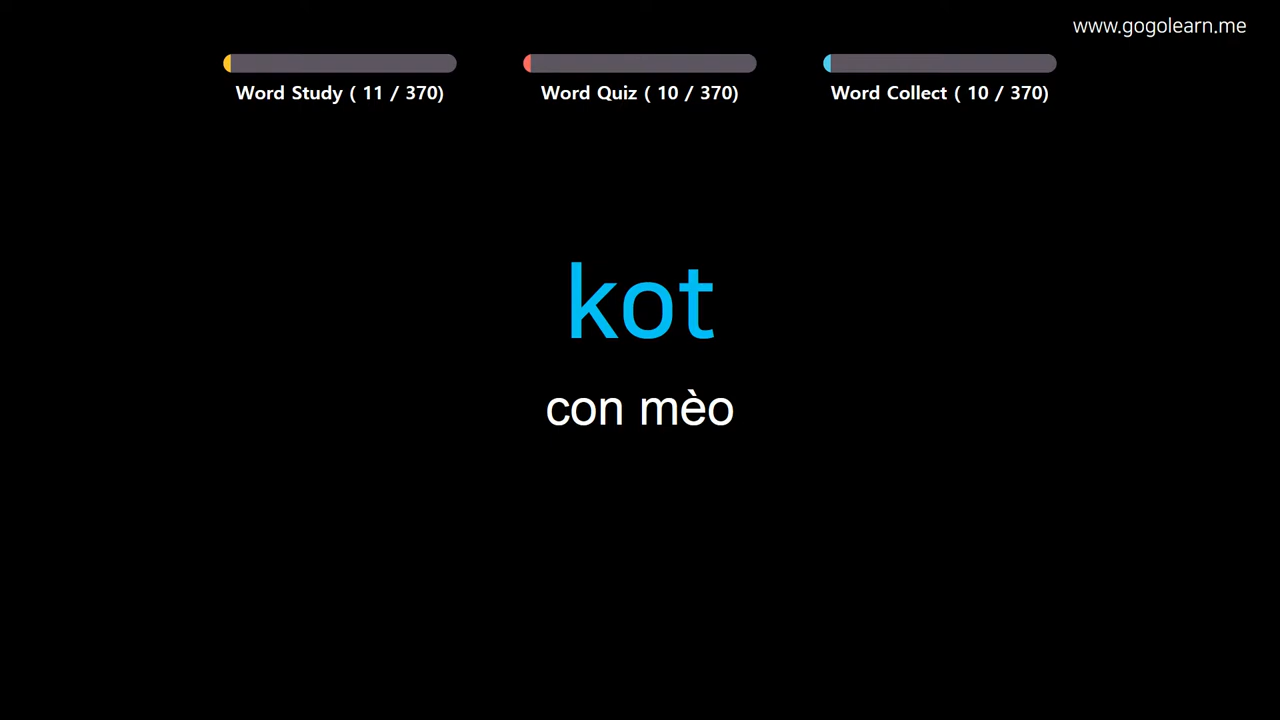 www.gogolearn.me
Word Study ( 11 / 370)
Word Quiz ( 10 / 370)
Word Collect ( 10 / 370)
kot
con mèo